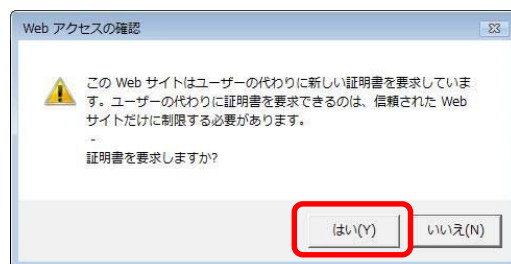 Web アクセスの確認
この Web サイトはユーザーの代わりに新しい証明書を要求していま
す。ユーザーの代わりに証明書を要求できるのは、信頼された Web
サイトだけに制限する必要があります。
-
証明書を要求しますか?
はい(Y) いいえ(N)